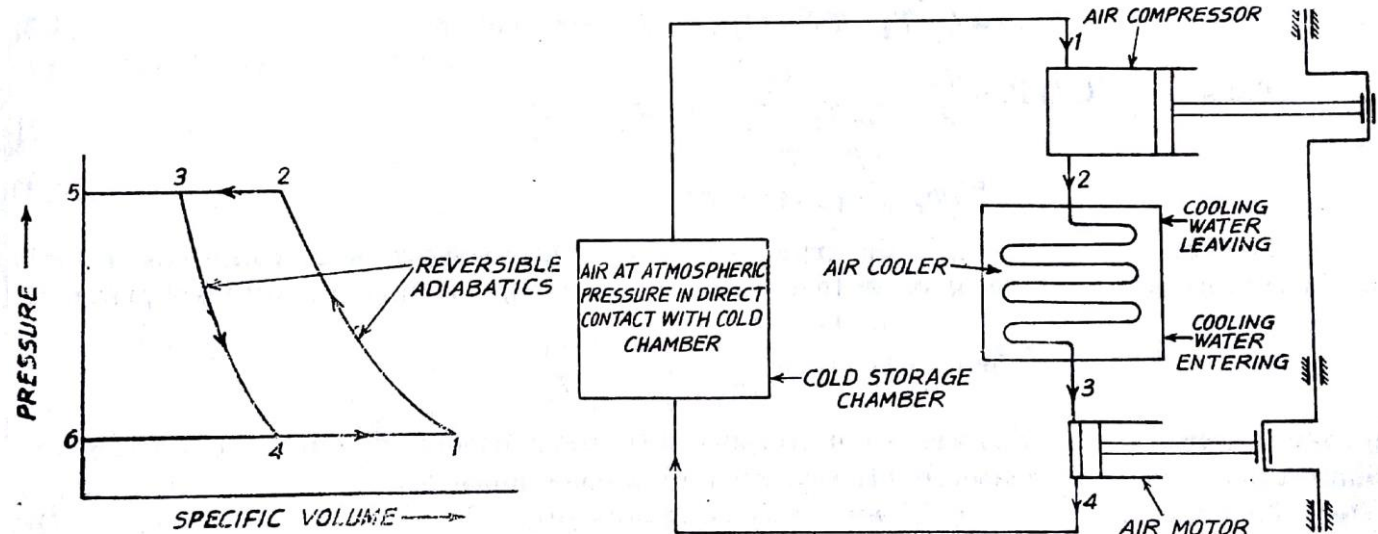 AIR COMPRESSOR
1
2
COOLING
WATER
LEAVING
AIR COOLER
COOLING
WATER
ENTERING
3
4
AIR MOTOR
AIR AT ATMOSPHERIC
PRESSURE IN DIRECT
CONTACT WITH COLD
CHAMBER
COLD STORAGE
CHAMBER
5
3
2
REVERSIBLE
ADIABATICS
PRESSURE
6
4
1
SPECIFIC VOLUME